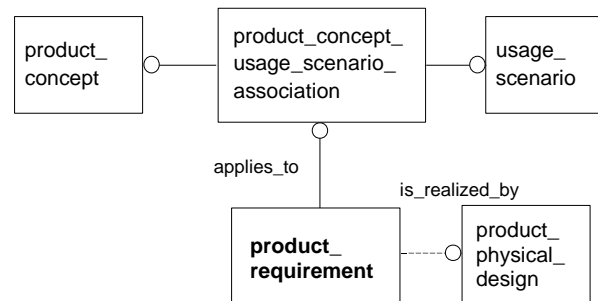 product_
concept
product_concept_
usage_scenario_
association
usage_
scenario
applies_to
is_realized_by
product_
requirement
product_
physical_
design